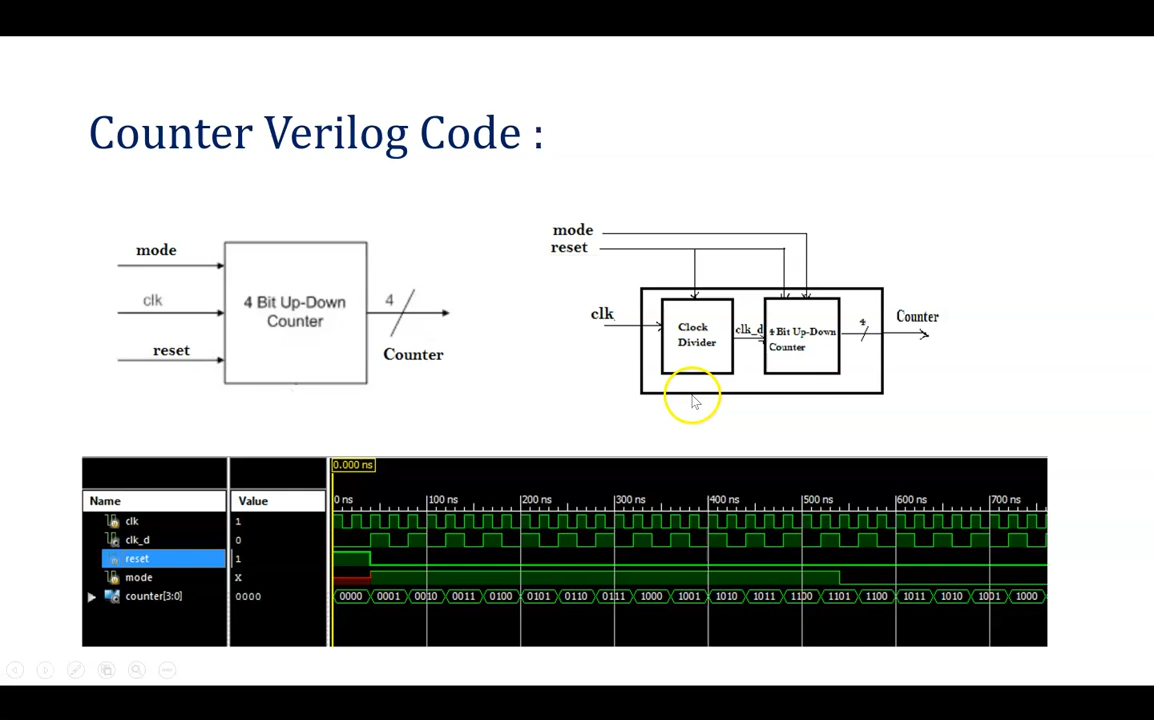 Counter Verilog Code :
mode
clk
reset
4 Bit Up-Down
Counter
4
Counter
mode
reset
clk
Clock
Divider
clk_d
4 Bit Up-Down
Counter
4
Counter
0.000 ns
Name Value 0 ns 100 ns 200 ns 300 ns 400 ns 500 ns 600 ns 700 ns
clk 1
clk_d 0
reset 1
mode X
counter[3:0] 0000 0000 0001 0010 0011 0100 0101 0110 0111 1000 1001 1010 1011 1100 1101 1100 1011 1010 1001 1000